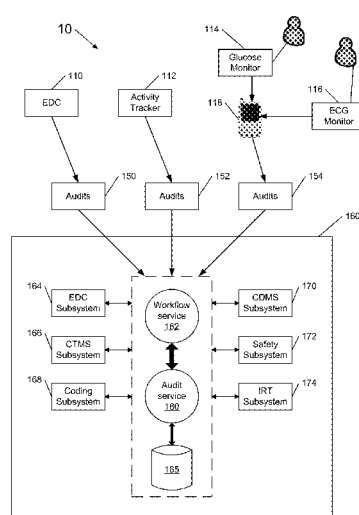 10
114
Glucose
Monitor
110
112
116
118
EDC
Activity
Tracker
ECG
Monitor
150
152
154
Audits
Audits
Audits
160
164
EDC
Subsystem
Workflow
service
162
170
CDMS
Subsystem
166
CTMS
Subsystem
172
Safety
Subsystem
168
Coding
Subsystem
Audit
service
180
174
IRT
Subsystem
185